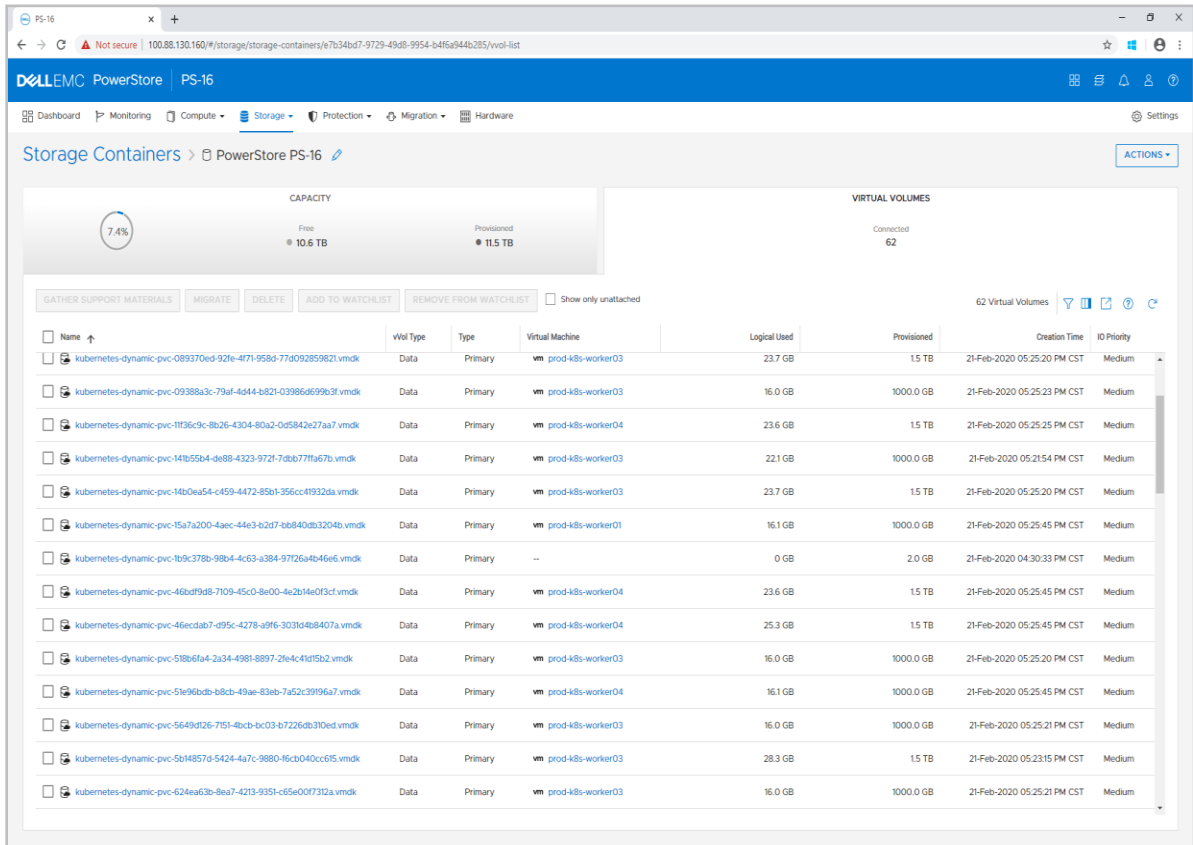 PS-16
Not secure | 100.88.130.160/#/storage/storage-containers/e7b34bd7-9729-49d8-9954-b4f6a944b285/vvol-list
DELLEMC PowerStore PS-16
Dashboard Monitoring Compute Storage Protection Migration Hardware Settings
Storage Containers > PowerStore PS-16 ACTIONS
CAPACITY VIRTUAL VOLUMES
7.4% Free Provisioned Connected
10.6 TB 11.5 TB 62
GATHER SUPPORT MATERIALS MIGRATE DELETE ADD TO WATCHLIST REMOVE FROM WATCHLIST Show only unattached 62 Virtual Volumes
Name vVol Type Type Virtual Machine Logical Used Provisioned Creation Time IO Priority
kubernetes-dynamic-pvc-089370ed-92fe-4f71-958d-77d092859821.vmdk Data Primary vm prod-k8s-worker03 23.7 GB 1.5 TB 21-Feb-2020 05:25:20 PM CST Medium
kubernetes-dynamic-pvc-09388a3c-79af-4d44-b821-03986d699b3f.vmdk Data Primary vm prod-k8s-worker03 16.0 GB 1000.0 GB 21-Feb-2020 05:25:23 PM CST Medium
kubernetes-dynamic-pvc-11f36c9c-8b26-4304-80a2-0d5842e27aa7.vmdk Data Primary vm prod-k8s-worker04 23.6 GB 1.5 TB 21-Feb-2020 05:25:25 PM CST Medium
kubernetes-dynamic-pvc-141b55b4-de88-4323-972f-7dbb77ffa67b.vmdk Data Primary vm prod-k8s-worker03 22.1 GB 1000.0 GB 21-Feb-2020 05:21:54 PM CST Medium
kubernetes-dynamic-pvc-14b0ea54-c459-4472-85b1-356cc41932da.vmdk Data Primary vm prod-k8s-worker03 23.7 GB 1.5 TB 21-Feb-2020 05:25:20 PM CST Medium
kubernetes-dynamic-pvc-15a7a200-4aec-44e3-b2d7-bb840db3204b.vmdk Data Primary vm prod-k8s-worker01 16.1 GB 1000.0 GB 21-Feb-2020 05:25:45 PM CST Medium
kubernetes-dynamic-pvc-1b9c378b-98b4-4c63-a384-97f26a4b46e6.vmdk Data Primary -- 0 GB 2.0 GB 21-Feb-2020 04:30:33 PM CST Medium
kubernetes-dynamic-pvc-46bdf9d8-7109-45c0-8e00-4e2b14e0f3cf.vmdk Data Primary vm prod-k8s-worker04 23.6 GB 1.5 TB 21-Feb-2020 05:25:45 PM CST Medium
kubernetes-dynamic-pvc-46ecdab7-d95c-4278-a9f6-3031d4b8407a.vmdk Data Primary vm prod-k8s-worker04 25.3 GB 1.5 TB 21-Feb-2020 05:25:45 PM CST Medium
kubernetes-dynamic-pvc-518b6fa4-2a34-4981-8897-2fe4c41d15b2.vmdk Data Primary vm prod-k8s-worker03 16.0 GB 1000.0 GB 21-Feb-2020 05:25:20 PM CST Medium
kubernetes-dynamic-pvc-51e96bdb-b8cb-49ae-83eb-7a52c39196a7.vmdk Data Primary vm prod-k8s-worker04 16.1 GB 1000.0 GB 21-Feb-2020 05:25:45 PM CST Medium
kubernetes-dynamic-pvc-5649d126-7151-4bcb-bc03-b7226db310ed.vmdk Data Primary vm prod-k8s-worker03 16.0 GB 1000.0 GB 21-Feb-2020 05:25:21 PM CST Medium
kubernetes-dynamic-pvc-5b14857d-5424-4a7c-9880-f6cb040cc615.vmdk Data Primary vm prod-k8s-worker03 28.3 GB 1.5 TB 21-Feb-2020 05:23:15 PM CST Medium
kubernetes-dynamic-pvc-624ea63b-8ea7-4213-9351-c65e00f7312a.vmdk Data Primary vm prod-k8s-worker03 16.0 GB 1000.0 GB 21-Feb-2020 05:25:21 PM CST Medium